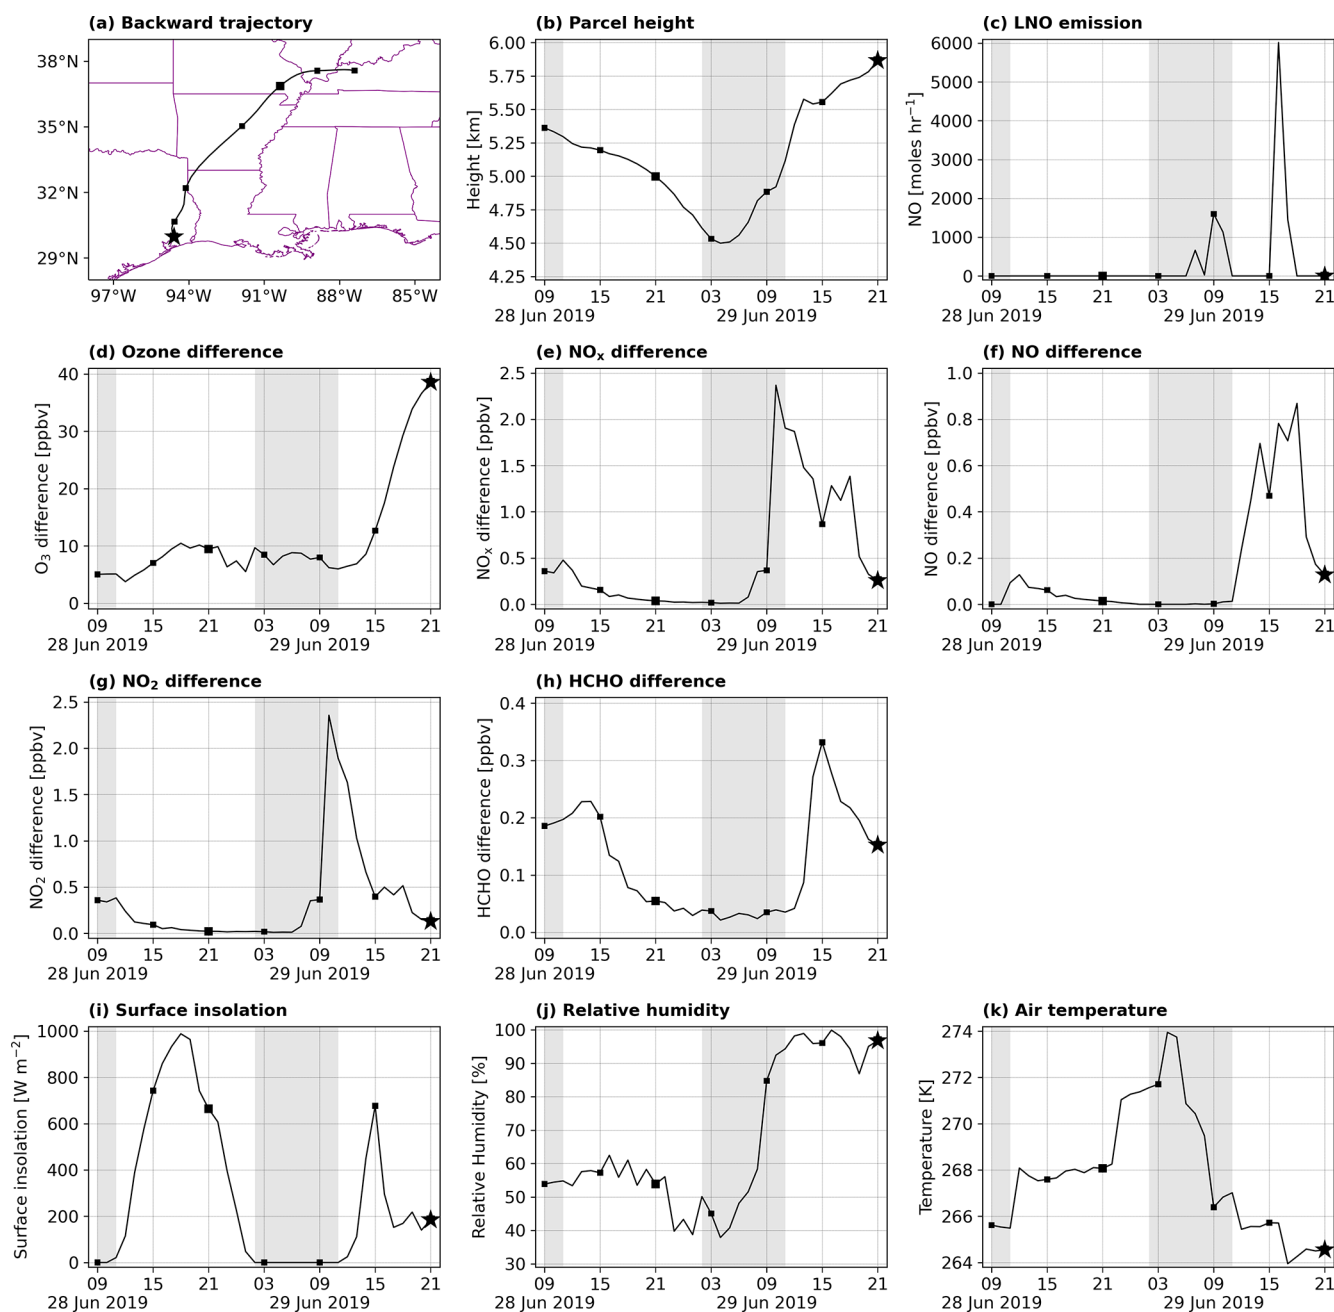 (a) Backward trajectory
38°N
35°N
32°N
29°N
97°W 94°W 91°W 88°W 85°W
(b) Parcel height
Height [km]
6.00
5.75
5.50
5.25
5.00
4.75
4.50
4.25
09 15 21 03 09 15 21
28 Jun 2019 29 Jun 2019
(c) LNO emission
NO [moles hr⁻¹]
6000
5000
4000
3000
2000
1000
0
09 15 21 03 09 15 21
28 Jun 2019 29 Jun 2019
(d) Ozone difference
O₃ difference [ppbv]
40
30
20
10
0
09 15 21 03 09 15 21
28 Jun 2019 29 Jun 2019
(e) NOₓ difference
NOₓ difference [ppbv]
2.5
2.0
1.5
1.0
0.5
0.0
09 15 21 03 09 15 21
28 Jun 2019 29 Jun 2019
(f) NO difference
NO difference [ppbv]
1.0
0.8
0.6
0.4
0.2
0.0
09 15 21 03 09 15 21
28 Jun 2019 29 Jun 2019
(g) NO₂ difference
NO₂ difference [ppbv]
2.5
2.0
1.5
1.0
0.5
0.0
09 15 21 03 09 15 21
28 Jun 2019 29 Jun 2019
(h) HCHO difference
HCHO difference [ppbv]
0.4
0.3
0.2
0.1
0.0
09 15 21 03 09 15 21
28 Jun 2019 29 Jun 2019
(i) Surface insolation
Surface insolation [W m⁻²]
1000
800
600
400
200
0
09 15 21 03 09 15 21
28 Jun 2019 29 Jun 2019
(j) Relative humidity
Relative Humidity [%]
100
90
80
70
60
50
40
30
09 15 21 03 09 15 21
28 Jun 2019 29 Jun 2019
(k) Air temperature
Temperature [K]
274
272
270
268
266
264
09 15 21 03 09 15 21
28 Jun 2019 29 Jun 2019